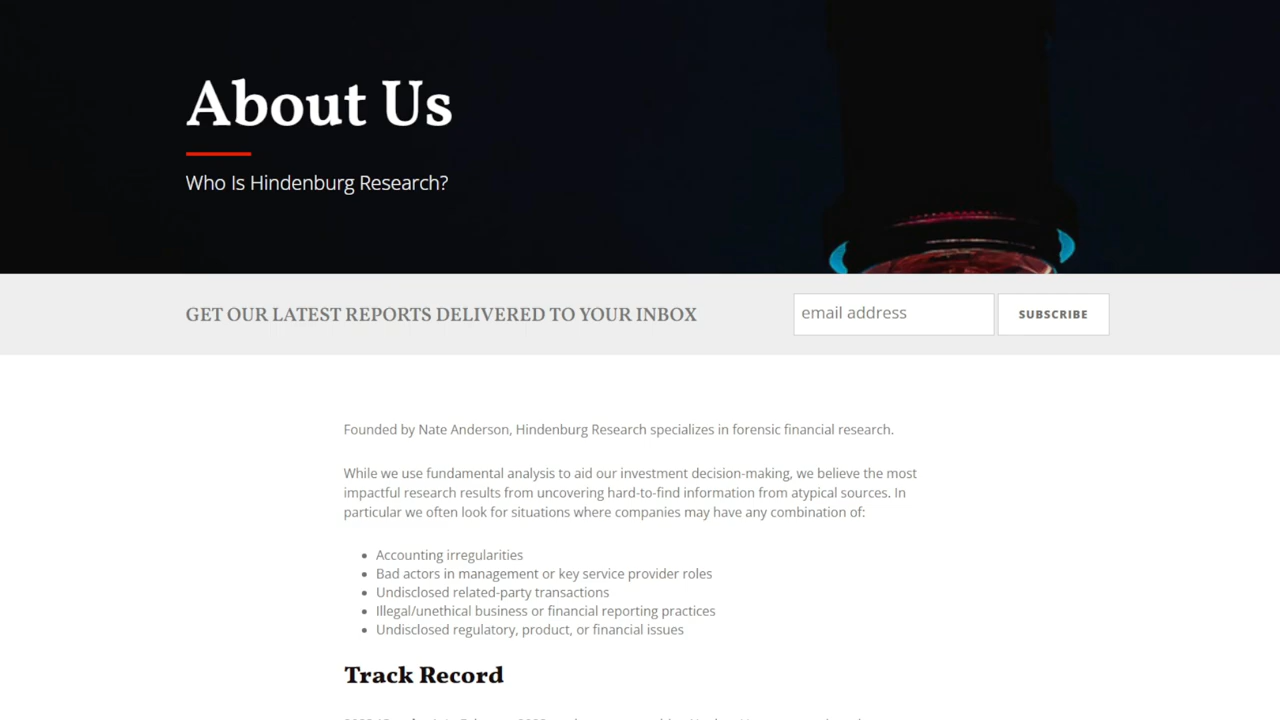 About Us
Who Is Hindenburg Research?
GET OUR LATEST REPORTS DELIVERED TO YOUR INBOX
email address
SUBSCRIBE
Founded by Nate Anderson, Hindenburg Research specializes in forensic financial research.
While we use fundamental analysis to aid our investment decision-making, we believe the most
impactful research results from uncovering hard-to-find information from atypical sources. In
particular we often look for situations where companies may have any combination of:
• Accounting irregularities
• Bad actors in management or key service provider roles
• Undisclosed related-party transactions
• Illegal/unethical business or financial reporting practices
• Undisclosed regulatory, product, or financial issues
Track Record